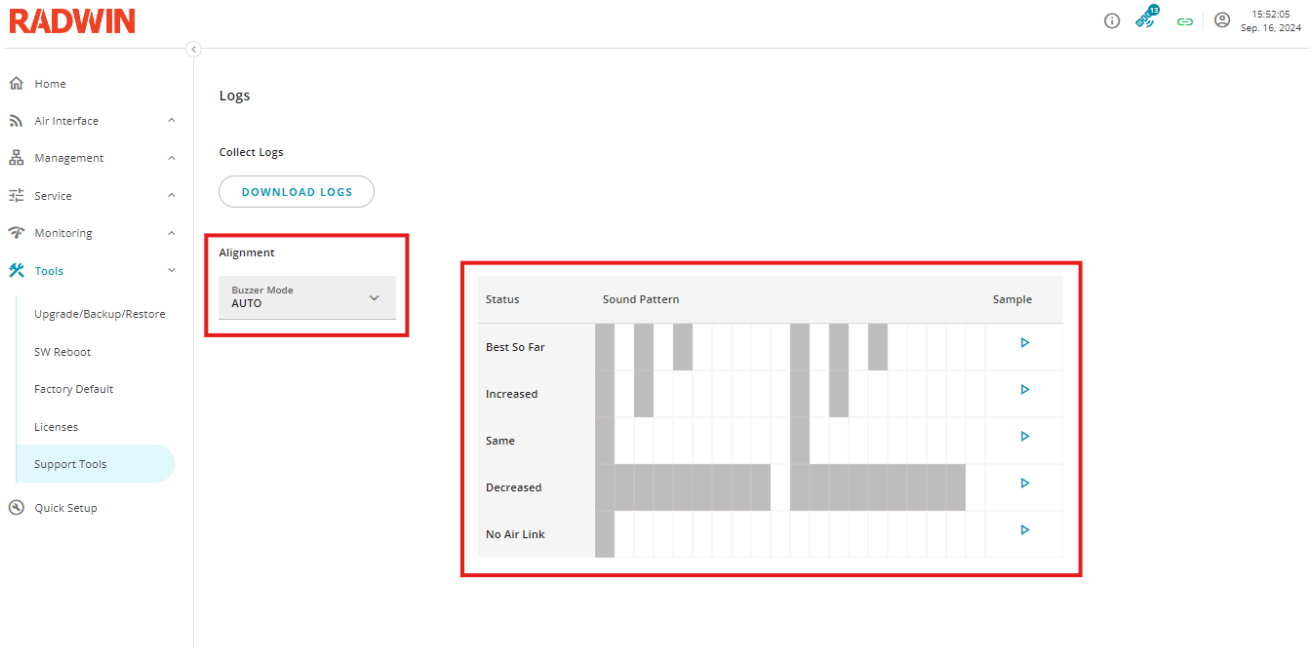 RADWIN
13
15:52:05
Sep. 16, 2024
Home
Air Interface
Management
Service
Monitoring
Tools
Upgrade/Backup/Restore
SW Reboot
Factory Default
Licenses
Support Tools
Quick Setup
Logs
Collect Logs
DOWNLOAD LOGS
Alignment
Buzzer Mode
AUTO
Status Sound Pattern Sample
Best So Far
Increased
Same
Decreased
No Air Link